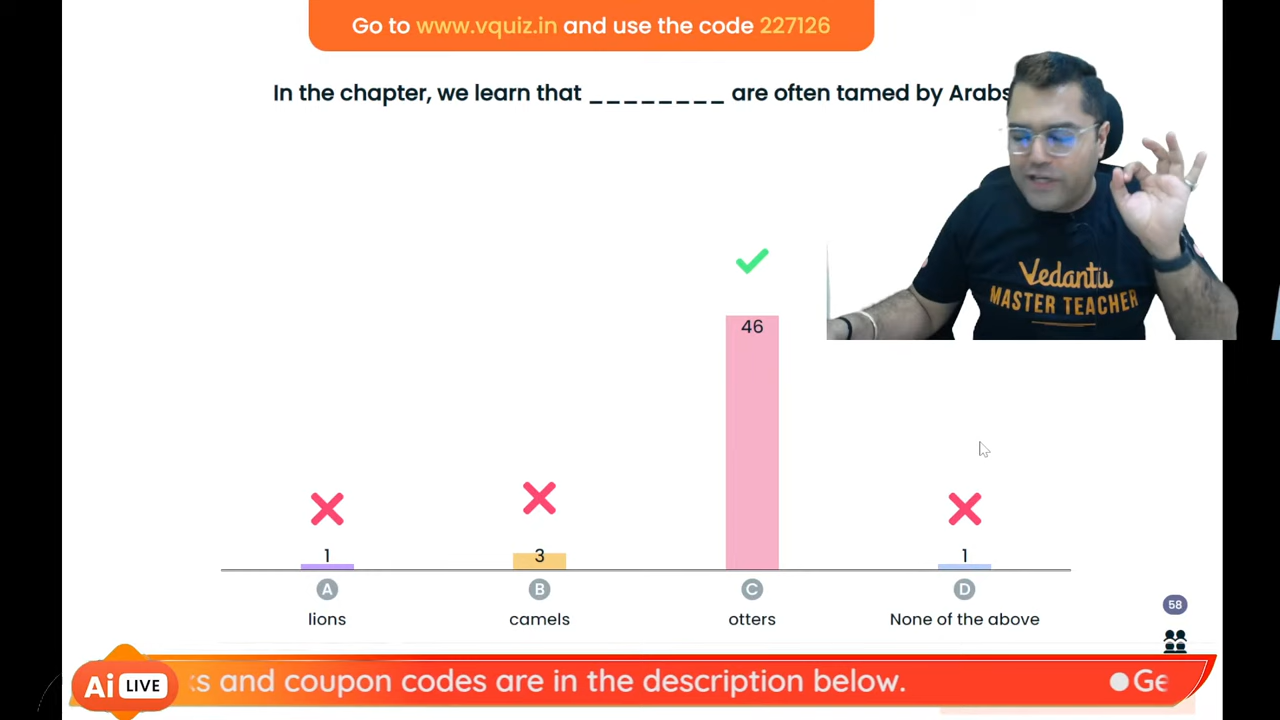 Go to www.vquiz.in and use the code 227126
In the chapter, we learn that ________ are often tamed by Arabs
Vedantu
MASTER TEACHER
46
1
3
1
A
B
C
D
lions
camels
otters
None of the above
58
Ai LIVE
ks and coupon codes are in the description below.
Ge